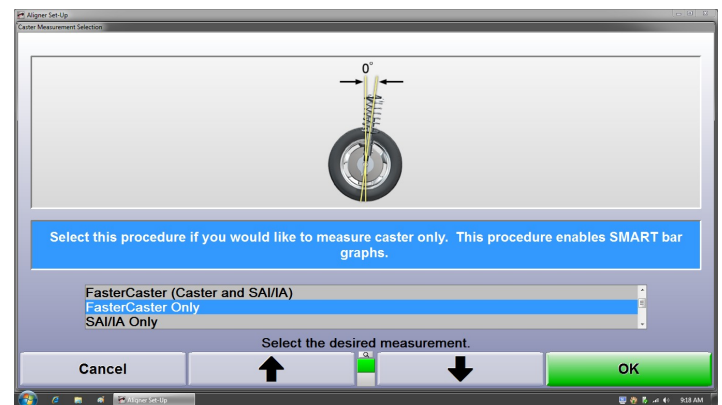 Aligner Set-Up
Caster Measurement Selection
0°
Select this procedure if you would like to measure caster only. This procedure enables SMART bar
graphs.
FasterCaster (Caster and SAI/IA)
FasterCaster Only
SAI/IA Only
Select the desired measurement.
Cancel
OK
Aligner Set-Up
9:18 AM